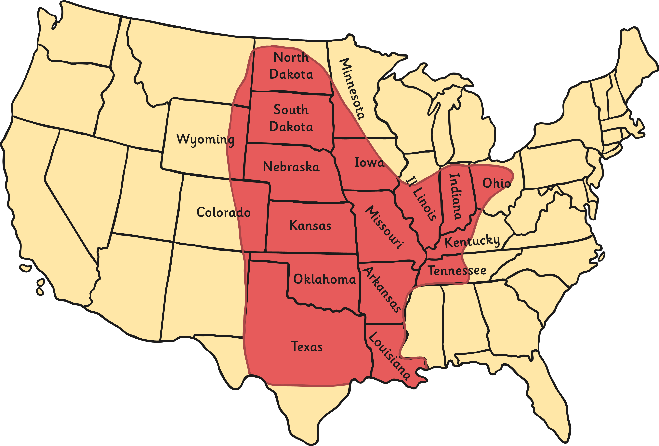 North
Dakota
Minnesota
South
Dakota
Wyoming
Nebraska
Iowa
Illinois
Indiana
Ohio
Colorado
Kansas
Missouri
Kentucky
Tennessee
Oklahoma
Arkansas
Texas
Louisiana